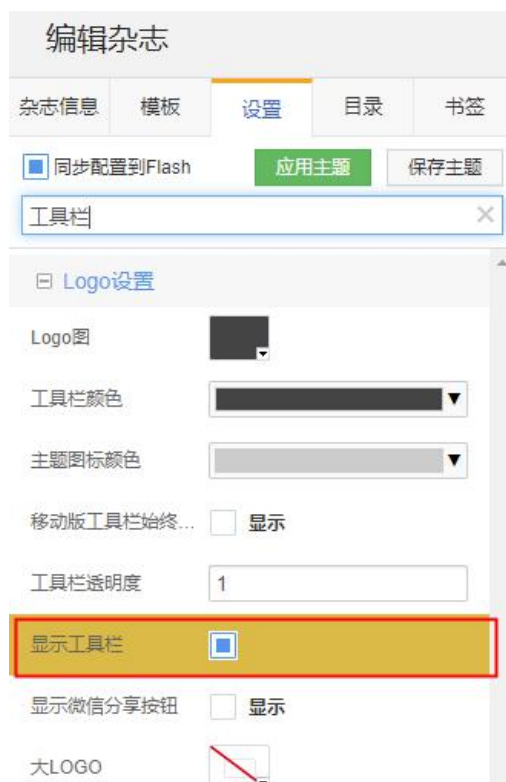 编辑杂志
杂志信息 模板 设置 目录 书签
同步配置到Flash 应用主题 保存主题
工具栏
Logo设置
Logo图
工具栏颜色
主题图标颜色
移动版工具栏始终... 显示
工具栏透明度 1
显示工具栏
显示微信分享按钮 显示
大LOGO